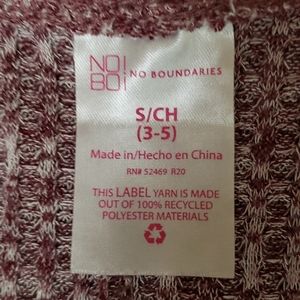 NO!
BOi NO BOUNDARIES
S/CH
(3-5)
Made in/Hecho en China
RN# 52469 R20
THIS LABEL YARN IS MADE
OUT OF 100% RECYCLED
POLYESTER MATERIALS